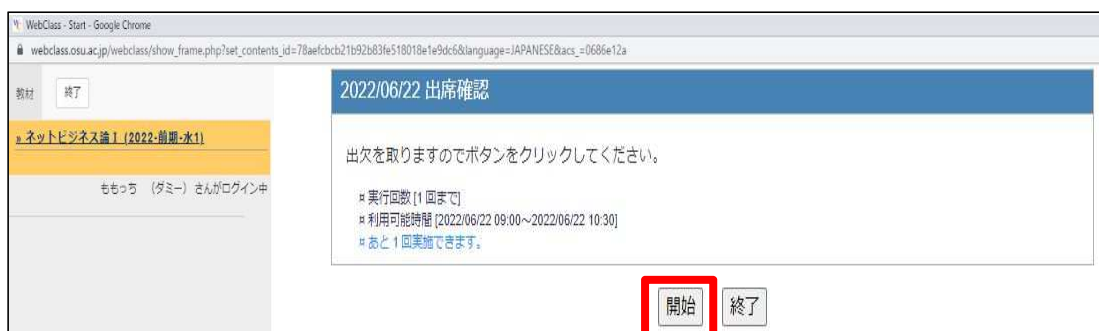 WebClass - Start - Google Chrome
webclass.osu.ac.jp/webclass/show_frame.php?set_contents_id=78aefcbcb21b92b83fe518018e1e9dc6&language=JAPANESE&acs_=0686e12a
教材 終了
2022/06/22 出席確認
» ネットビジネス論Ⅰ (2022-前期-水1)
出欠を取りますのでボタンをクリックしてください。
ももっち （ダミー）さんがログイン中
¤ 実行回数 [1 回まで]
¤ 利用可能時間 [2022/06/22 09:00～2022/06/22 10:30]
¤ あと 1 回実施できます。
開始 終了